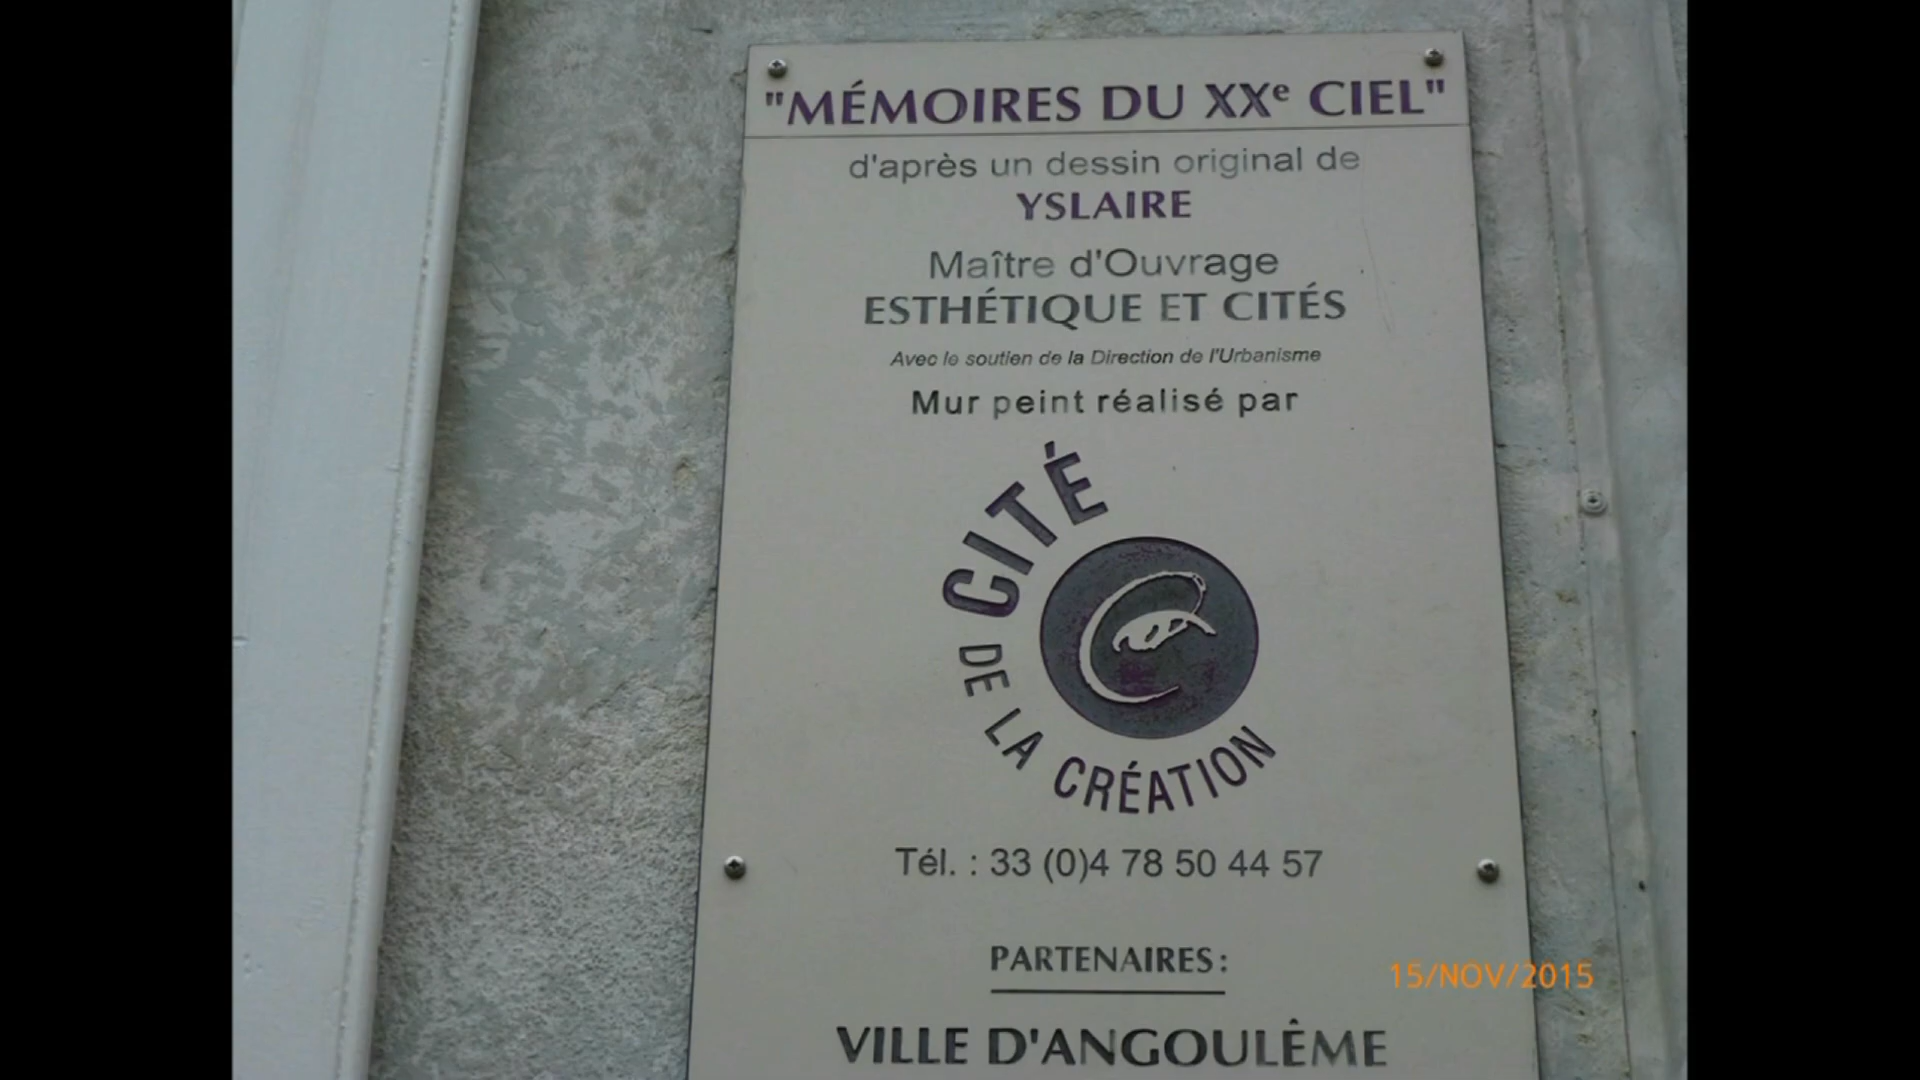 "MÉMOIRES DU XXe CIEL"
d'après un dessin original de
YSLAIRE
Maître d'Ouvrage
ESTHÉTIQUE ET CITÉS
Avec le soutien de la Direction de l'Urbanisme
Mur peint réalisé par
CITÉ
DE LA CRÉATION
Tél. : 33 (0)4 78 50 44 57
PARTENAIRES :
15/NOV/2015
VILLE D'ANGOULÊME